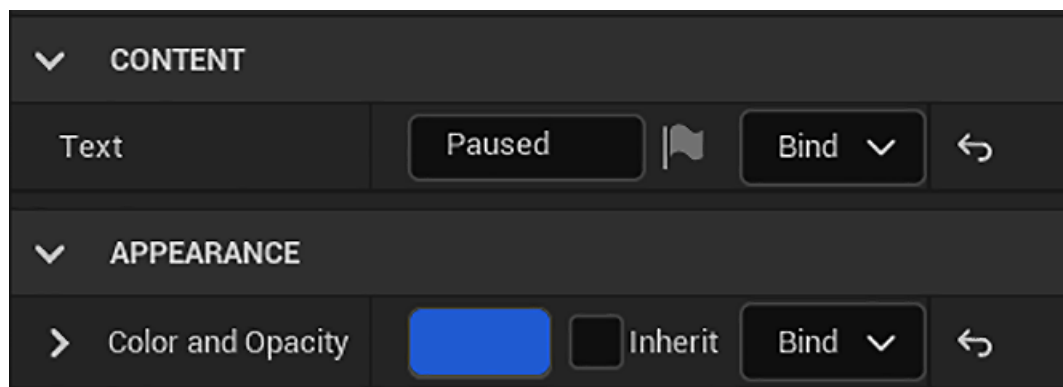 CONTENT
Text Paused Bind
APPEARANCE
Color and Opacity Inherit Bind